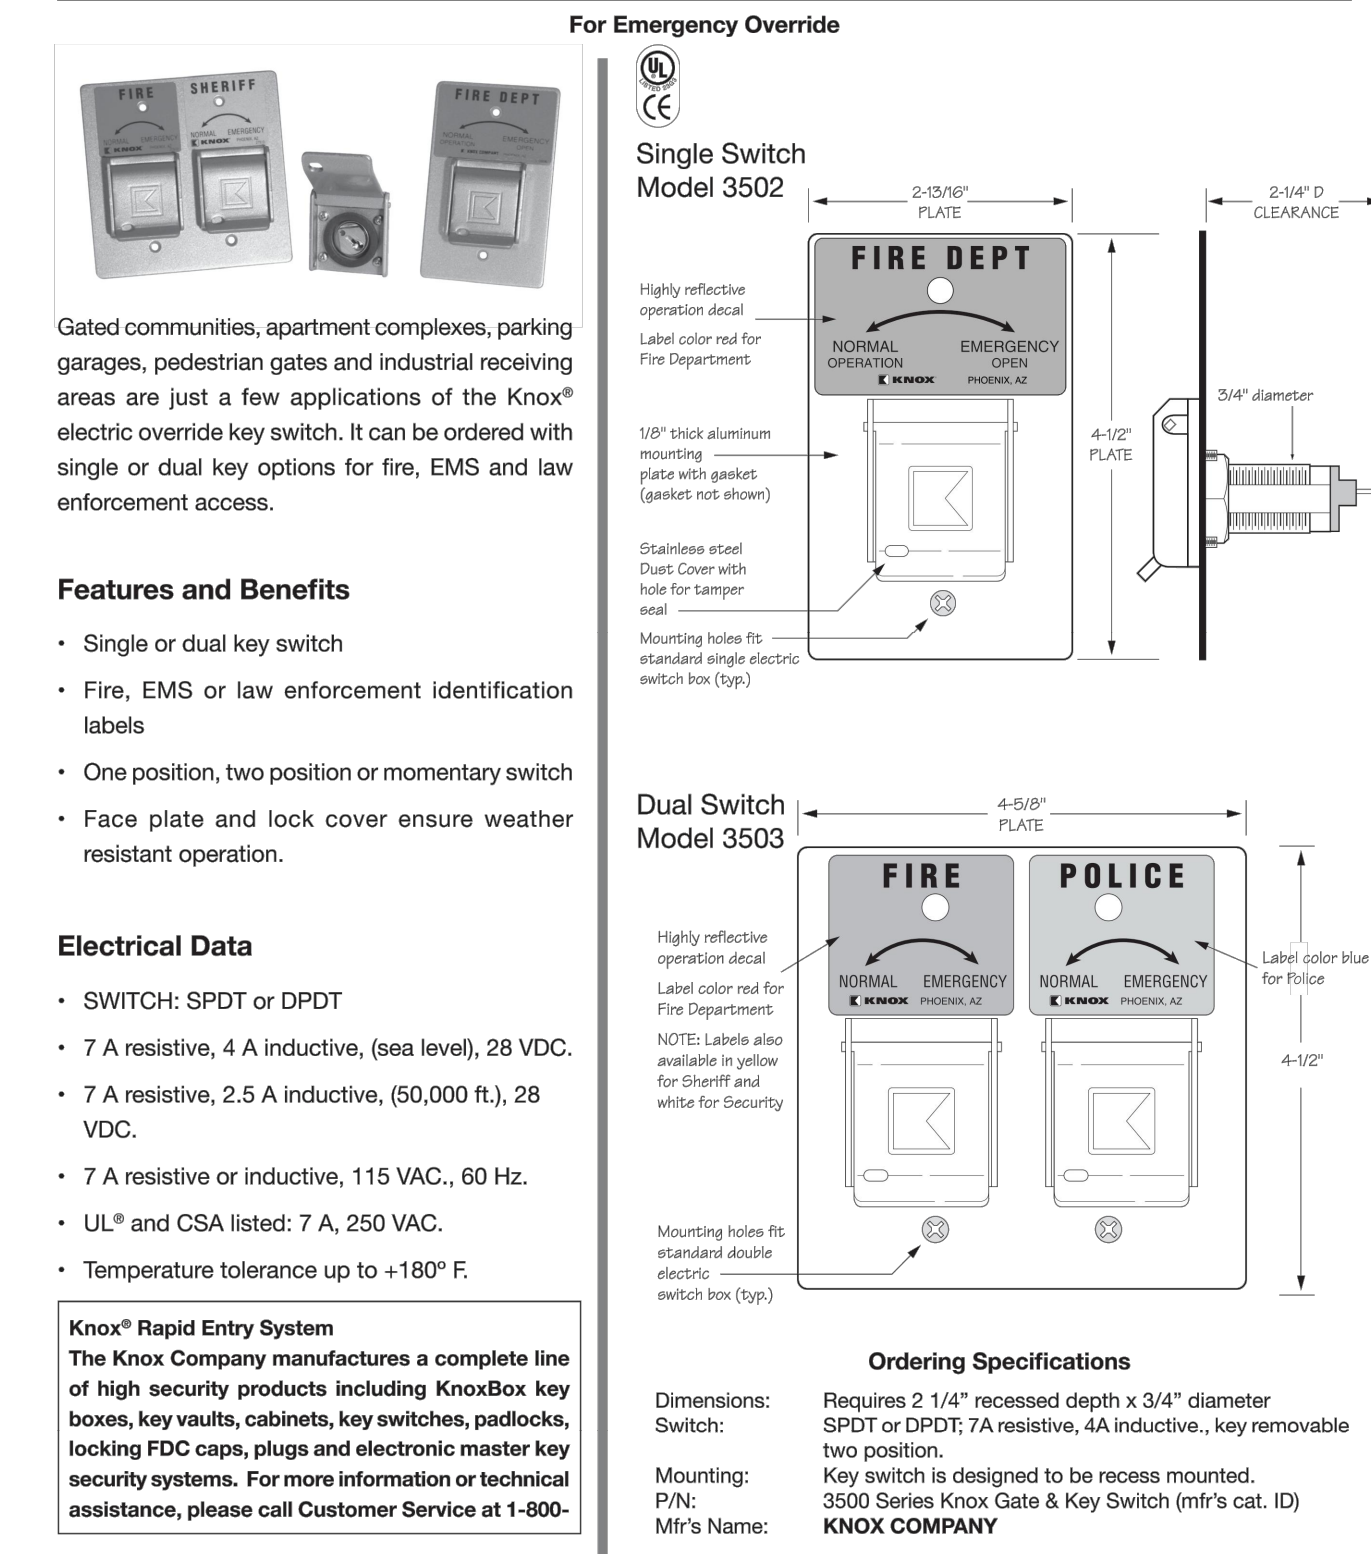 For Emergency Override
FIRE
SHERIFF
NORMAL EMERGENCY
KNOX PHOENIX, AZ
NORMAL EMERGENCY
KNOX PHOENIX, AZ
FIRE DEPT
NORMAL
OPERATION
EMERGENCY
OPEN
KNOX COMPANY
Gated communities, apartment complexes, parking
garages, pedestrian gates and industrial receiving
areas are just a few applications of the Knox®
electric override key switch. It can be ordered with
single or dual key options for fire, EMS and law
enforcement access.
Features and Benefits
• Single or dual key switch
• Fire, EMS or law enforcement identification
labels
• One position, two position or momentary switch
• Face plate and lock cover ensure weather
resistant operation.
Electrical Data
• SWITCH: SPDT or DPDT
• 7 A resistive, 4 A inductive, (sea level), 28 VDC.
• 7 A resistive, 2.5 A inductive, (50,000 ft.), 28
VDC.
• 7 A resistive or inductive, 115 VAC., 60 Hz.
• UL® and CSA listed: 7 A, 250 VAC.
• Temperature tolerance up to +180º F.
Knox® Rapid Entry System
The Knox Company manufactures a complete line
of high security products including KnoxBox key
boxes, key vaults, cabinets, key switches, padlocks,
locking FDC caps, plugs and electronic master key
security systems. For more information or technical
assistance, please call Customer Service at 1-800-
UL
LISTED
CE
Single Switch
Model 3502
2-13/16"
PLATE
2-1/4" D
CLEARANCE
FIRE DEPT
NORMAL
OPERATION
EMERGENCY
OPEN
KNOX PHOENIX, AZ
Highly reflective
operation decal
Label color red for
Fire Department
1/8" thick aluminum
mounting
plate with gasket
(gasket not shown)
Stainless steel
Dust Cover with
hole for tamper
seal
Mounting holes fit
standard single electric
switch box (typ.)
4-1/2"
PLATE
3/4" diameter
Dual Switch
Model 3503
4-5/8"
PLATE
FIRE
NORMAL EMERGENCY
KNOX PHOENIX, AZ
POLICE
NORMAL EMERGENCY
KNOX PHOENIX, AZ
Highly reflective
operation decal
Label color red for
Fire Department
NOTE: Labels also
available in yellow
for Sheriff and
white for Security
Label color blue
for Police
4-1/2"
Mounting holes fit
standard double
electric
switch box (typ.)
Ordering Specifications
Dimensions: Requires 2 1/4” recessed depth x 3/4” diameter
Switch: SPDT or DPDT; 7A resistive, 4A inductive., key removable
two position.
Mounting: Key switch is designed to be recess mounted.
P/N: 3500 Series Knox Gate & Key Switch (mfr’s cat. ID)
Mfr’s Name: KNOX COMPANY